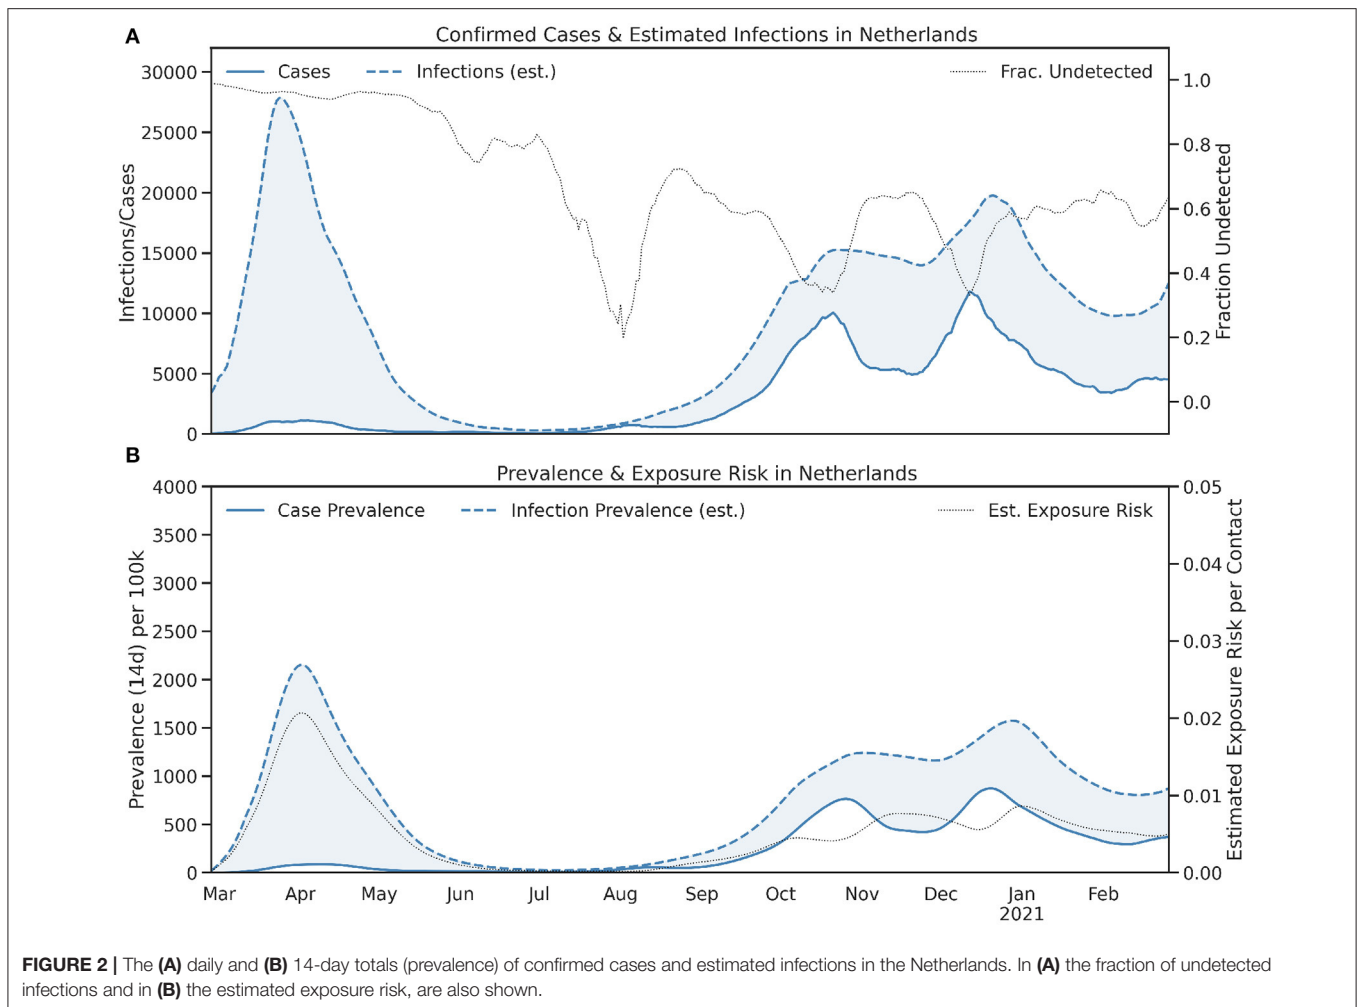 A
Confirmed Cases & Estimated Infections in Netherlands
Cases
Infections (est.)
Frac. Undetected
30000
25000
20000
15000
10000
5000
0
Infections/Cases
1.0
0.8
0.6
0.4
0.2
0.0
Fraction Undetected
B
Prevalence & Exposure Risk in Netherlands
Case Prevalence
Infection Prevalence (est.)
Est. Exposure Risk
4000
3500
3000
2500
2000
1500
1000
500
0
Prevalence (14d) per 100k
0.05
0.04
0.03
0.02
0.01
0.00
Estimated Exposure Risk per Contact
Mar Apr May Jun Jul Aug Sep Oct Nov Dec Jan Feb
2021
FIGURE 2 | The (A) daily and (B) 14-day totals (prevalence) of confirmed cases and estimated infections in the Netherlands. In (A) the fraction of undetected
infections and in (B) the estimated exposure risk, are also shown.